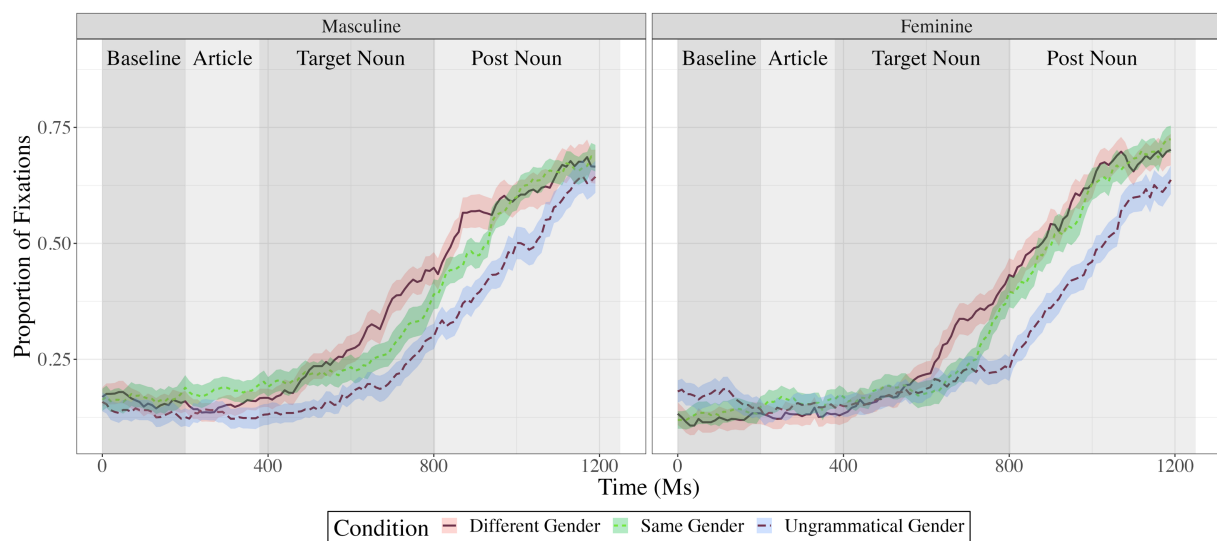 Masculine Feminine
Baseline Article Target Noun Post Noun Baseline Article Target Noun Post Noun
0.75
0.50
0.25
0 400 800 1200 0 400 800 1200
Proportion of Fixations
Time (Ms)
Condition Different Gender Same Gender Ungrammatical Gender